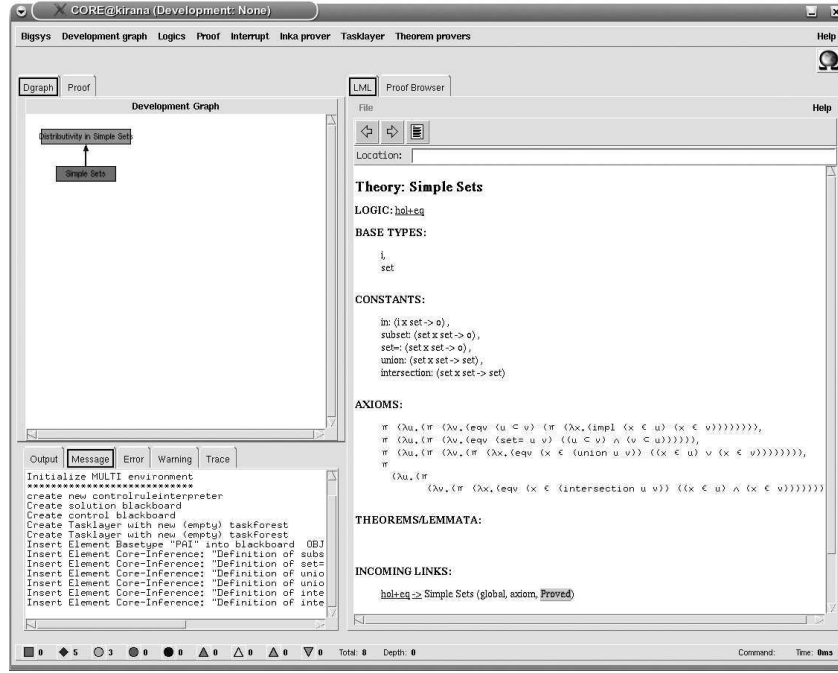 CORE@kirana (Development: None)
Bigsys Development graph Logics Proof Interrupt Inka prover Tasklayer Theorem provers Help
Dgraph Proof
Development Graph
Distributivity in Simple Sets
Simple Sets
LML Proof Browser
File Help
Location:
Theory: Simple Sets
LOGIC: hol+eq
BASE TYPES:
i,
set
CONSTANTS:
in: (i x set -> o) ,
subset: (set x set -> o) ,
set=: (set x set -> o) ,
union: (set x set -> set) ,
intersection: (set x set -> set)
AXIOMS:
π (λu.(π (λv.(eqv (u ⊂ v) (π (λx.(impl (x ∈ u) (x ∈ v)))))))),
π (λu.(π (λv.(eqv (set= u v) ((u ⊂ v) ∧ (v ⊂ u)))))),
π (λu.(π (λv.(π (λx.(eqv (x ∈ (union u v)) ((x ∈ u) ∨ (x ∈ v)))))))),
π
(λu.(π
(λv.(π (λx.(eqv (x ∈ (intersection u v)) ((x ∈ u) ∧ (x ∈ v))))))))
THEOREMS/LEMMATA:
INCOMING LINKS:
hol+eq -> Simple Sets (global, axiom, Proved)
Output Message Error Warning Trace
Initialize MULTI environment
****************************
create new controlruleinterpreter
Create solution blackboard
Create control blackboard
Create Tasklayer with new (empty) taskforest
Create Tasklayer with new (empty) taskforest
Insert Element Basetype "PAI" into blackboard OBJ
Insert Element Core-Inference: "Definition of subs
Insert Element Core-Inference: "Definition of set=
Insert Element Core-Inference: "Definition of unio
Insert Element Core-Inference: "Definition of unio
Insert Element Core-Inference: "Definition of inte
Insert Element Core-Inference: "Definition of inte
0 5 3 0 0 0 0 0 0 Total: 8 Depth: 0 Command: Time: 0ms